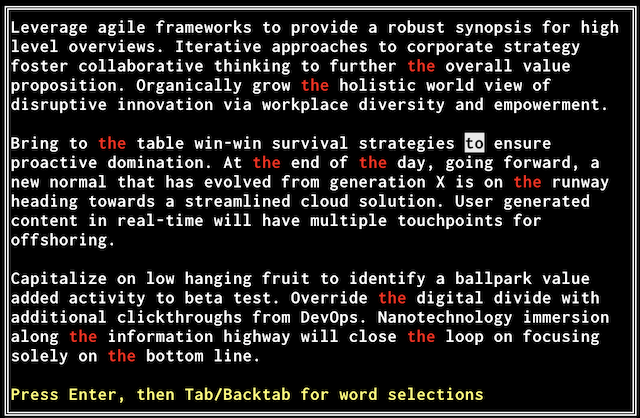 Leverage agile frameworks to provide a robust synopsis for high
level overviews. Iterative approaches to corporate strategy
foster collaborative thinking to further the overall value
proposition. Organically grow the holistic world view of
disruptive innovation via workplace diversity and empowerment.
Bring to the table win-win survival strategies to ensure
proactive domination. At the end of the day, going forward, a
new normal that has evolved from generation X is on the runway
heading towards a streamlined cloud solution. User generated
content in real-time will have multiple touchpoints for
offshoring.
Capitalize on low hanging fruit to identify a ballpark value
added activity to beta test. Override the digital divide with
additional clickthroughs from DevOps. Nanotechnology immersion
along the information highway will close the loop on focusing
solely on the bottom line.
Press Enter, then Tab/Backtab for word selections